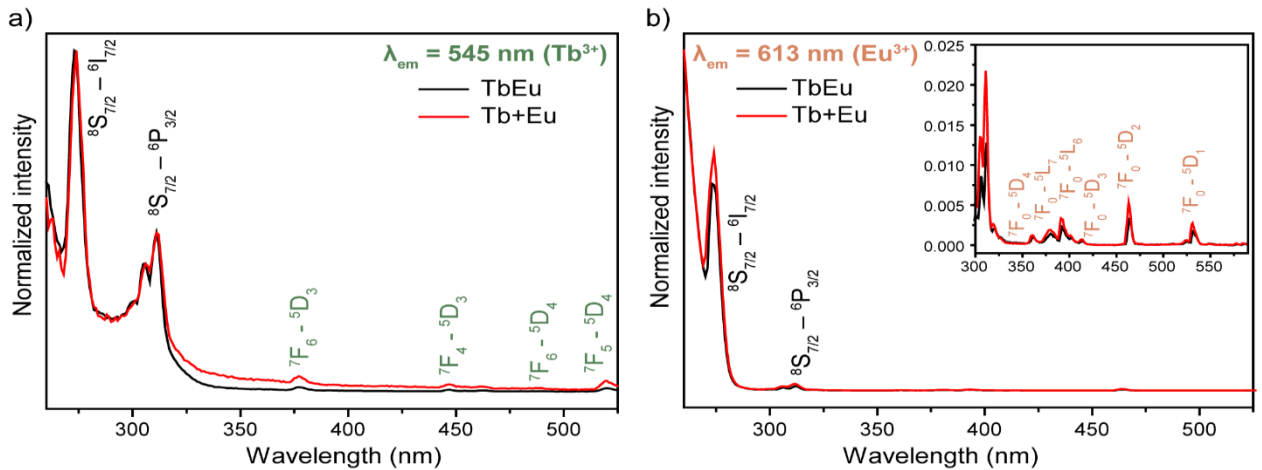 a)
λem = 545 nm (Tb³⁺)
TbEu
Tb+Eu
⁸S7/2 – ⁶I7/2
⁸S7/2 – ⁶P3/2
⁷F6 - ⁵D3
⁷F4 - ⁵D3
⁷F6 - ⁵D4
⁷F5 - ⁵D4
Normalized intensity
300 350 400 450 500
Wavelength (nm)
b)
λem = 613 nm (Eu³⁺)
TbEu
Tb+Eu
⁸S7/2 – ⁶I7/2
⁸S7/2 – ⁶P3/2
Normalized intensity
300 350 400 450 500
Wavelength (nm)
0.025
0.020
0.015
0.010
0.005
0.000
⁷F0 - ⁵D4
⁷F0 - ⁵L7
⁷F0 - ⁵L6
⁷F0 - ⁵D3
⁷F0 - ⁵D2
⁷F0 - ⁵D1
300 350 400 450 500 550